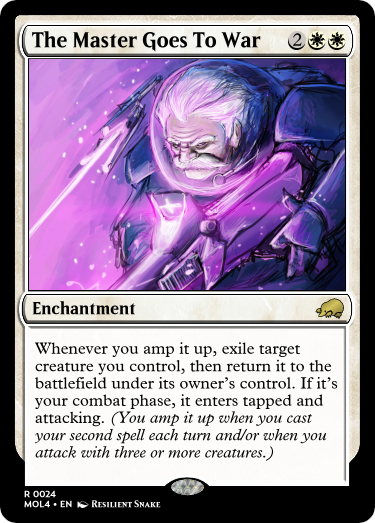 The Master Goes To War 2
Enchantment
Whenever you amp it up, exile target
creature you control, then return it to the
battlefield under its owner's control. If it's
your combat phase, it enters tapped and
attacking. (You amp it up when you cast
your second spell each turn and/or when you
attack with three or more creatures.)
R 0024
MOL4 • EN Resilient Snake